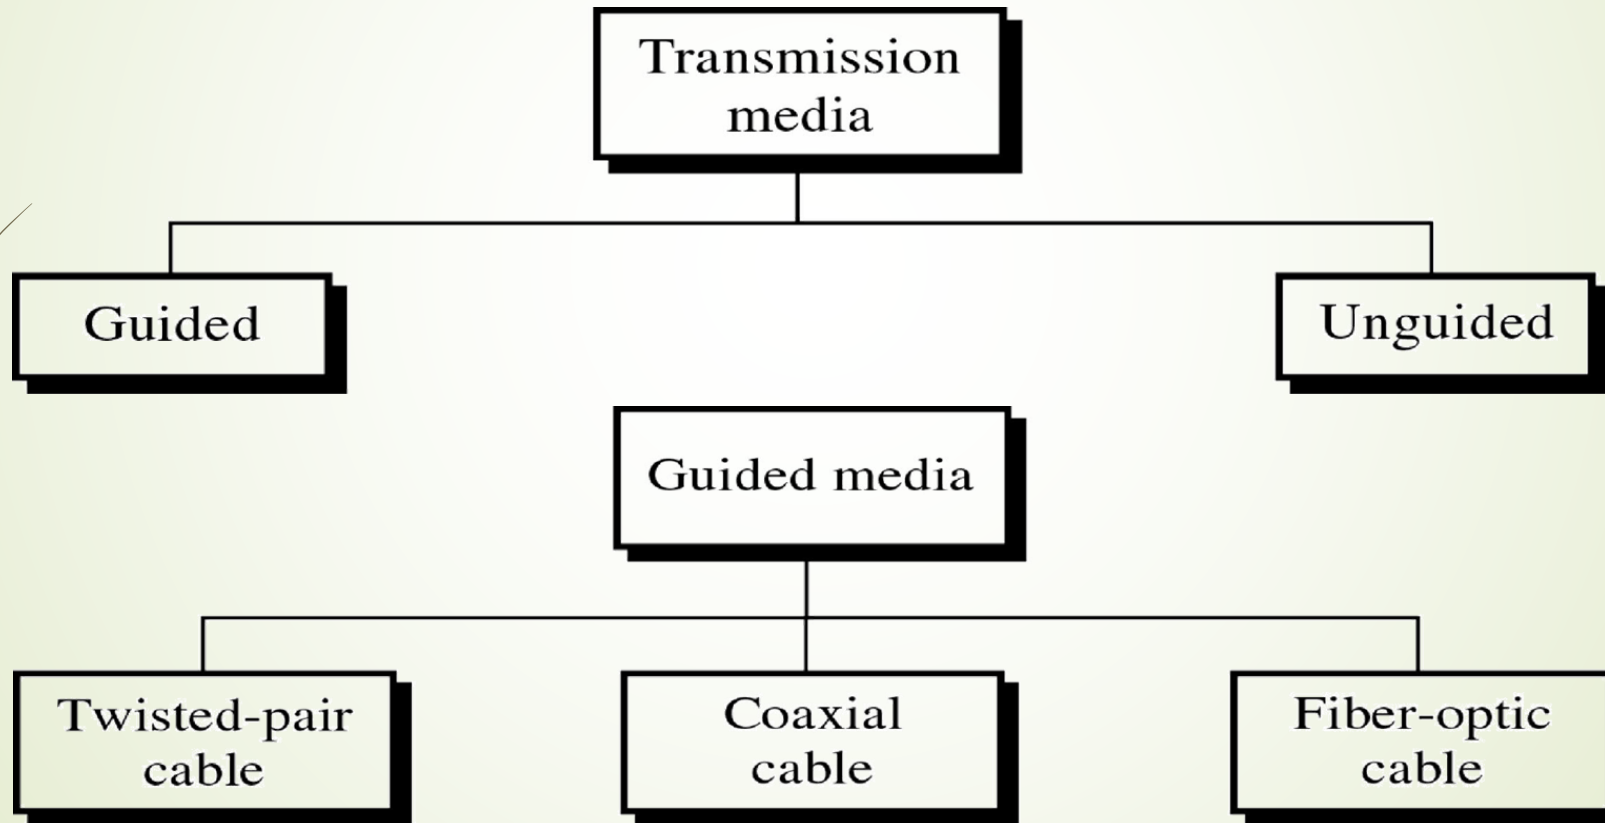 Transmission
media
Guided
Unguided
Guided media
Twisted-pair
cable
Coaxial
cable
Fiber-optic
cable